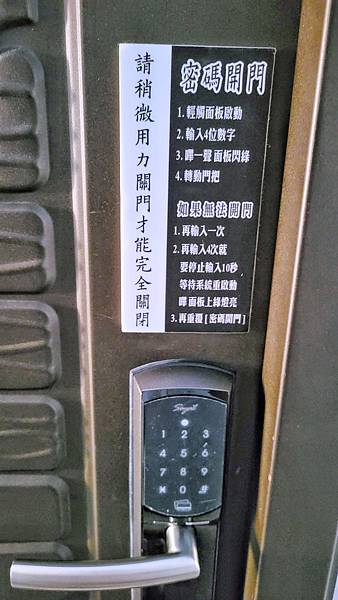 請稍微用力關門才能完全關閉
密碼開門
1.輕觸面板啟動
2.輸入4位數字
3.嗶一聲 面板閃綠
4.轉動門把
如果無法開門
1.再輸入一次
2.再輸入4次就
要停止輸入10秒
等待系統重啟動
嗶 面板上綠燈亮
3.再重覆[密碼開門]
1 2 3
4 5 6
7 8 9
0 #